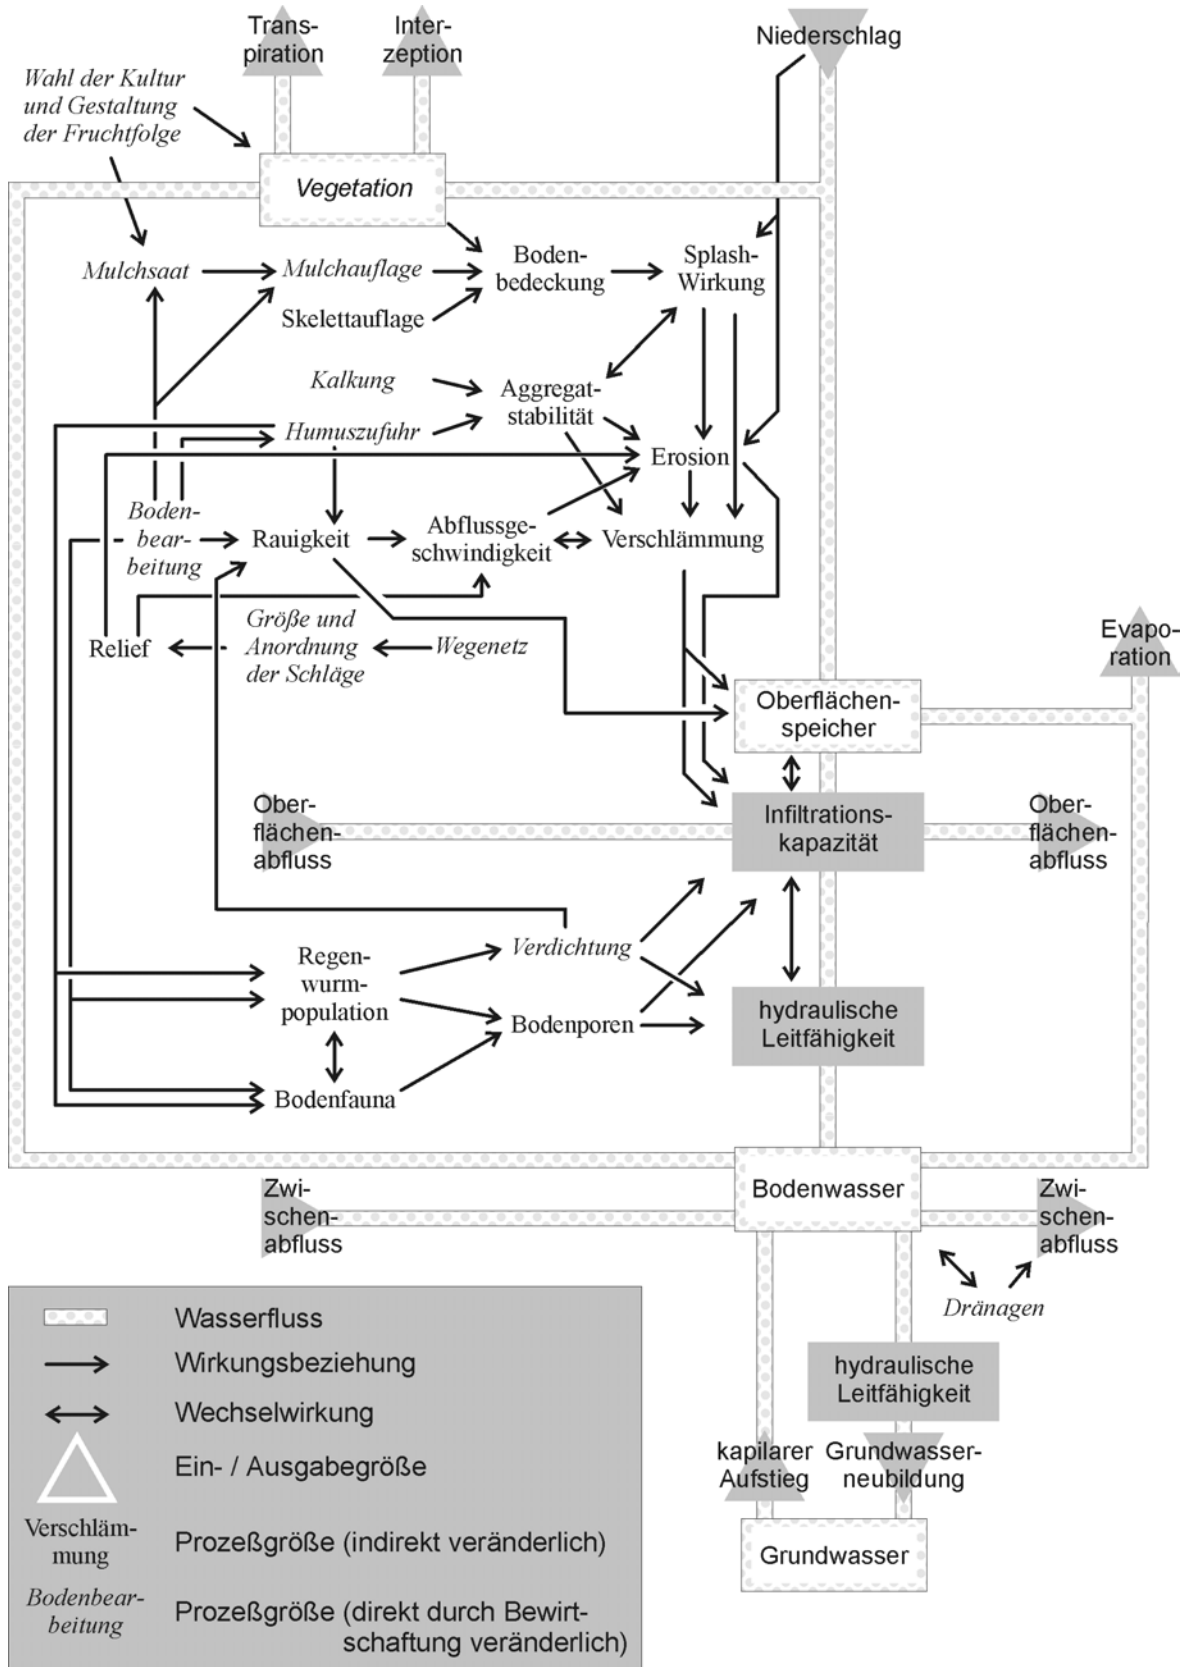 Trans-
piration
Inter-
zeption
Niederschlag
Wahl der Kultur
und Gestaltung
der Fruchtfolge
Vegetation
Mulchsaat
Mulchauflage
Boden-
bedeckung
Splash-
Wirkung
Skelettauflage
Kalkung
Aggregat-
stabilität
Humuszufuhr
Erosion
Boden-
bear-
beitung
Rauigkeit
Abflussge-
schwindigkeit
Verschlämmung
Relief
Größe und
Anordnung
der Schläge
Wegenetz
Evapo-
ration
Oberflächen-
speicher
Ober-
flächen-
abfluss
Infiltrations-
kapazität
Ober-
flächen-
abfluss
Regen-
wurm-
population
Verdichtung
Bodenporen
hydraulische
Leitfähigkeit
Bodenfauna
Zwi-
schen-
abfluss
Bodenwasser
Zwi-
schen-
abfluss
Dränagen
hydraulische
Leitfähigkeit
kapilarer
Aufstieg
Grundwasser-
neubildung
Grundwasser
Wasserfluss
Wirkungsbeziehung
Wechselwirkung
Ein- / Ausgabegröße
Verschläm-
mung
Prozeßgröße (indirekt veränderlich)
Bodenbear-
beitung
Prozeßgröße (direkt durch Bewirt-
schaftung veränderlich)